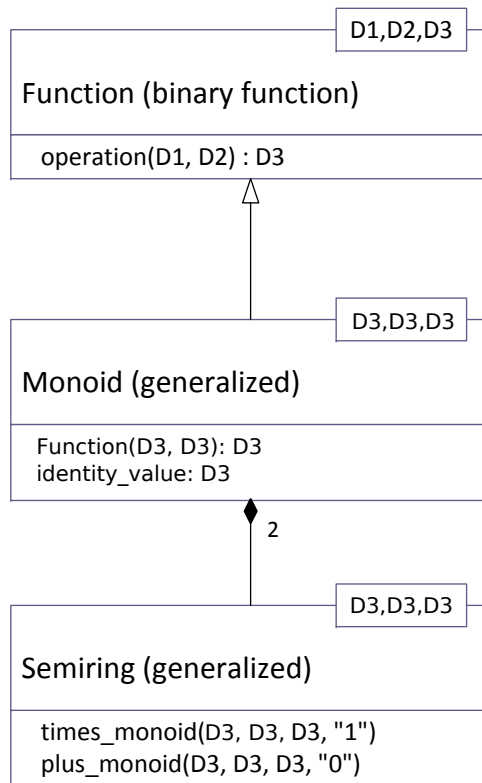 D1,D2,D3
Function (binary function)
operation(D1, D2) : D3
D3,D3,D3
Monoid (generalized)
Function(D3, D3): D3
identity_value: D3
2
D3,D3,D3
Semiring (generalized)
times_monoid(D3, D3, D3, "1")
plus_monoid(D3, D3, D3, "0")